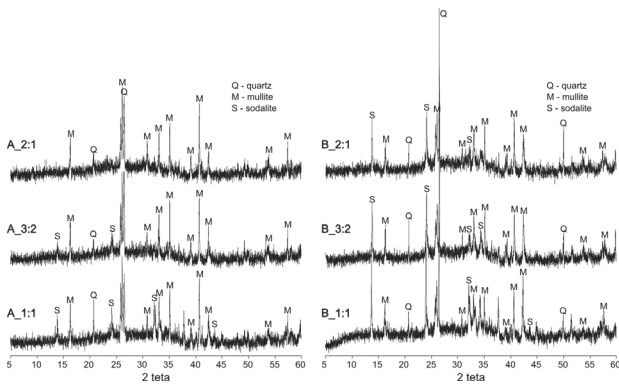 Q
M
Q
Q - quartz
M - mullite
S - sodalite
A_2:1
M Q M M M M M M M M
Q - quartz
M - mullite
S - sodalite
B_2:1
S M Q S M M S M M M M M Q M M
A_3:2
S M Q S M M M M M M M M
B_3:2
S M Q S M S M S M M M M Q M M
A_1:1
S M Q S M S M M M M M S M M
B_1:1
M Q M S M M M M M S Q M M
5 10 15 20 25 30 35 40 45 50 55 60
2 teta
5 10 15 20 25 30 35 40 45 50 55 60
2 teta